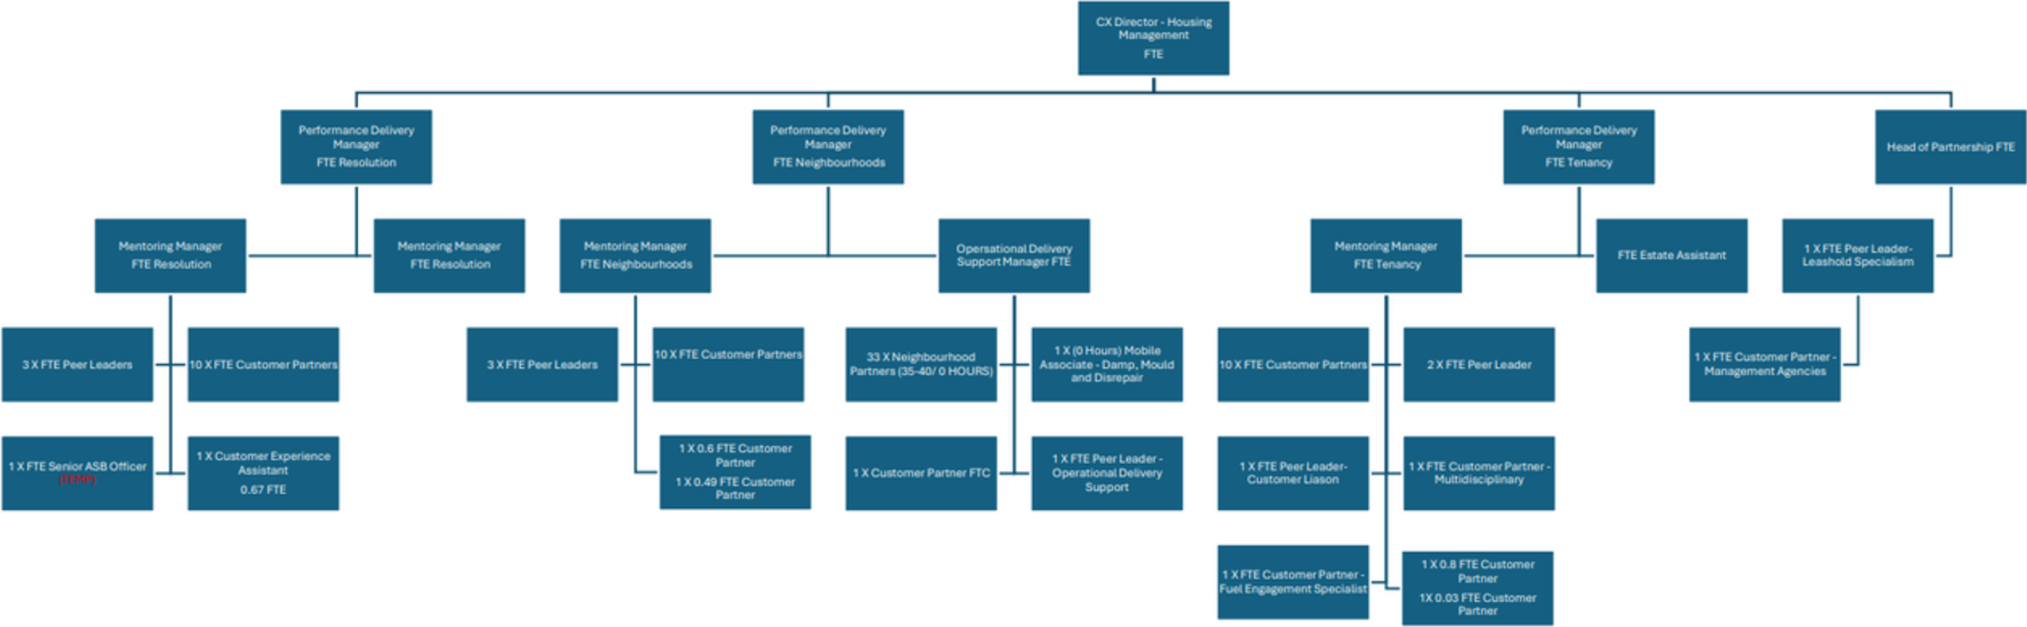 CX Director - Housing
Management
FTE
Performance Delivery
Manager
FTE Resolution
Performance Delivery
Manager
FTE Neighbourhoods
Performance Delivery
Manager
FTE Tenancy
Head of Partnership FTE
Mentoring Manager
FTE Resolution
Mentoring Manager
FTE Resolution
Mentoring Manager
FTE Neighbourhoods
Opersational Delivery
Support Manager FTE
Mentoring Manager
FTE Tenancy
FTE Estate Assistant
1 X FTE Peer Leader-
Leashold Specialism
3 X FTE Peer Leaders
10 X FTE Customer Partners
3 X FTE Peer Leaders
10 X FTE Customer Partners
33 X Neighbourhood
Partners (35-40/ 0 HOURS)
1 X (0 Hours) Mobile
Associate - Damp, Mould
and Disrepair
10 X FTE Customer Partners
2 X FTE Peer Leader
1 X FTE Customer Partner -
Management Agencies
1 X FTE Senior ASB Officer
(TEMP)
1 X Customer Experience
Assistant
0.67 FTE
1 X 0.6 FTE Customer
Partner
1 X 0.49 FTE Customer
Partner
1 X Customer Partner FTC
1 X FTE Peer Leader -
Operational Delivery
Support
1 X FTE Peer Leader-
Customer Liason
1 X FTE Customer Partner -
Multidisciplinary
1 X FTE Customer Partner -
Fuel Engagement Specialist
1 X 0.8 FTE Customer
Partner
1X 0.03 FTE Customer
Partner